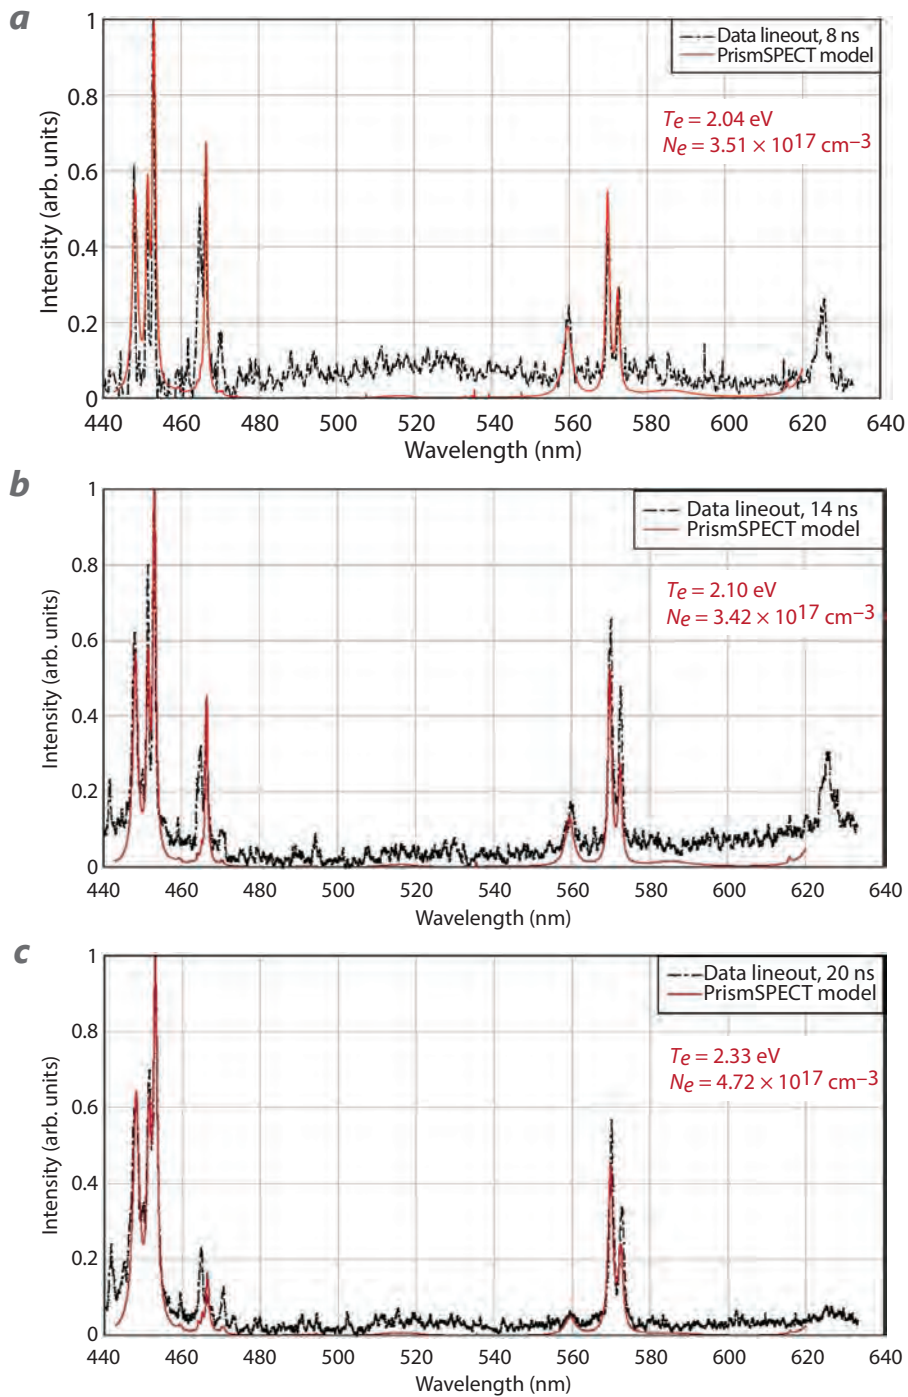 a
1
0.8
0.6
0.4
0.2
0
Intensity (arb. units)
Data lineout, 8 ns
PrismSPECT model
Te = 2.04 eV
Ne = 3.51 × 10^17 cm^–3
440 460 480 500 520 540 560 580 600 620 640
Wavelength (nm)
b
1
0.8
0.6
0.4
0.2
0
Intensity (arb. units)
Data lineout, 14 ns
PrismSPECT model
Te = 2.10 eV
Ne = 3.42 × 10^17 cm^–3
440 460 480 500 520 540 560 580 600 620 640
Wavelength (nm)
c
1
0.8
0.6
0.4
0.2
0
Intensity (arb. units)
Data lineout, 20 ns
PrismSPECT model
Te = 2.33 eV
Ne = 4.72 × 10^17 cm^–3
440 460 480 500 520 540 560 580 600 620 640
Wavelength (nm)